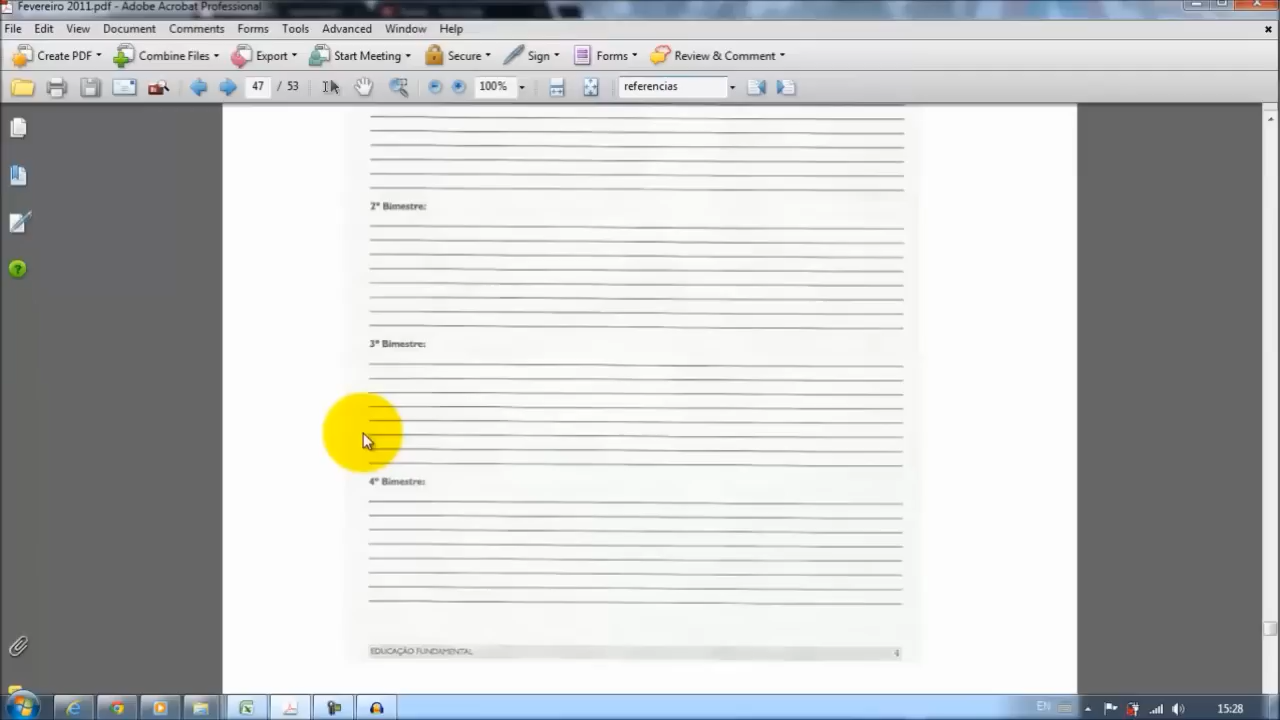 Fevereiro 2011.pdf - Adobe Acrobat Professional
File Edit View Document Comments Forms Tools Advanced Window Help
Create PDF Combine Files Export Start Meeting Secure Sign Forms Review & Comment
47 / 53 100% referencias
2º Bimestre:
3º Bimestre:
4º Bimestre:
EDUCAÇÃO FUNDAMENTAL 4
EN 15:28